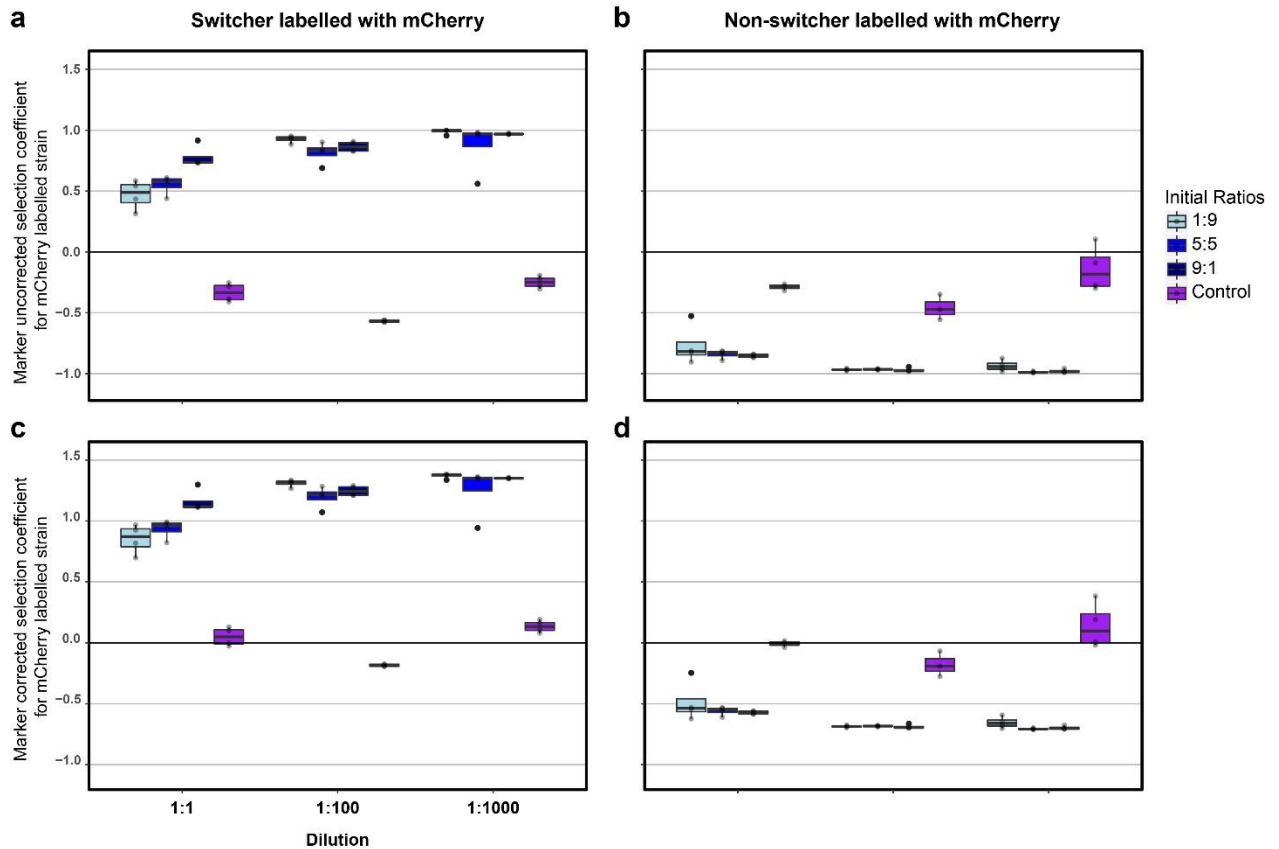 a
Switcher labelled with mCherry
b
Non-switcher labelled with mCherry
Marker uncorrected selection coefficient
for mCherry labelled strain
1.5
1.0
0.5
0.0
−0.5
−1.0
Initial Ratios
1:9
5:5
9:1
Control
c
d
Marker corrected selection coefficient
for mCherry labelled strain
1.5
1.0
0.5
0.0
−0.5
−1.0
1:1 1:100 1:1000
Dilution